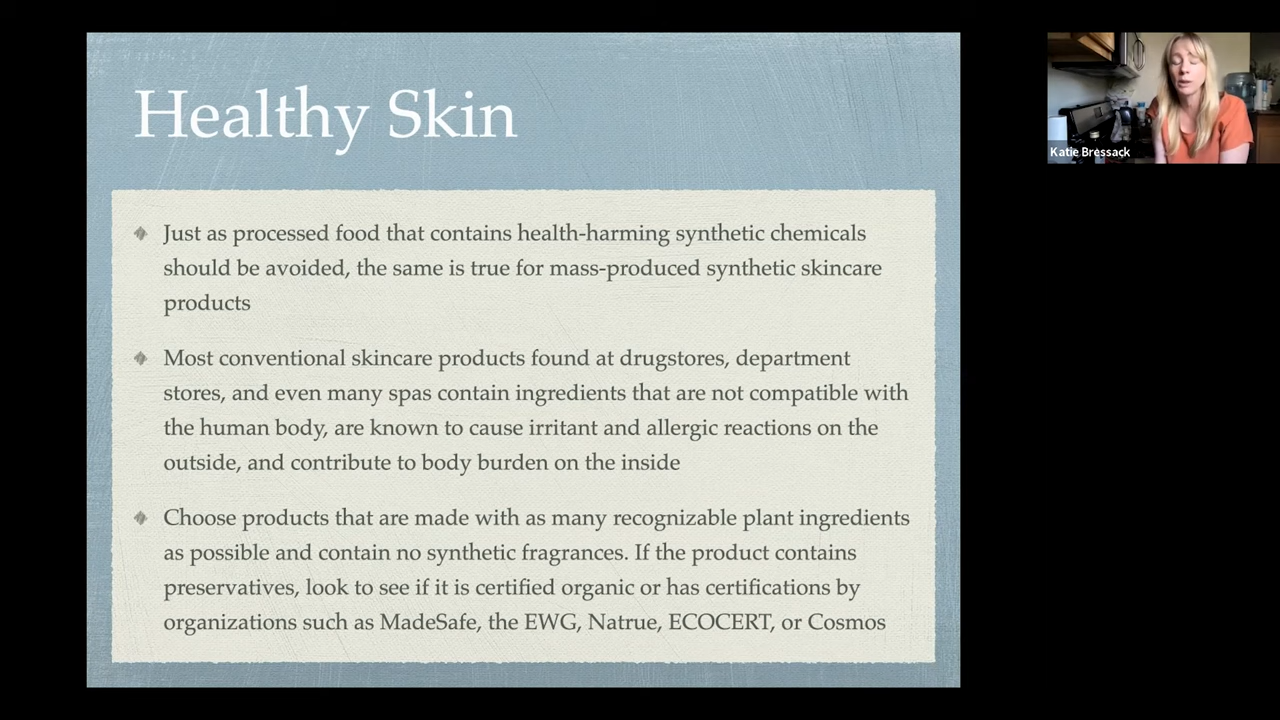 Healthy Skin
Just as processed food that contains health-harming synthetic chemicals
should be avoided, the same is true for mass-produced synthetic skincare
products
Most conventional skincare products found at drugstores, department
stores, and even many spas contain ingredients that are not compatible with
the human body, are known to cause irritant and allergic reactions on the
outside, and contribute to body burden on the inside
Choose products that are made with as many recognizable plant ingredients
as possible and contain no synthetic fragrances. If the product contains
preservatives, look to see if it is certified organic or has certifications by
organizations such as MadeSafe, the EWG, Natrue, ECOCERT, or Cosmos
Katie Bressack